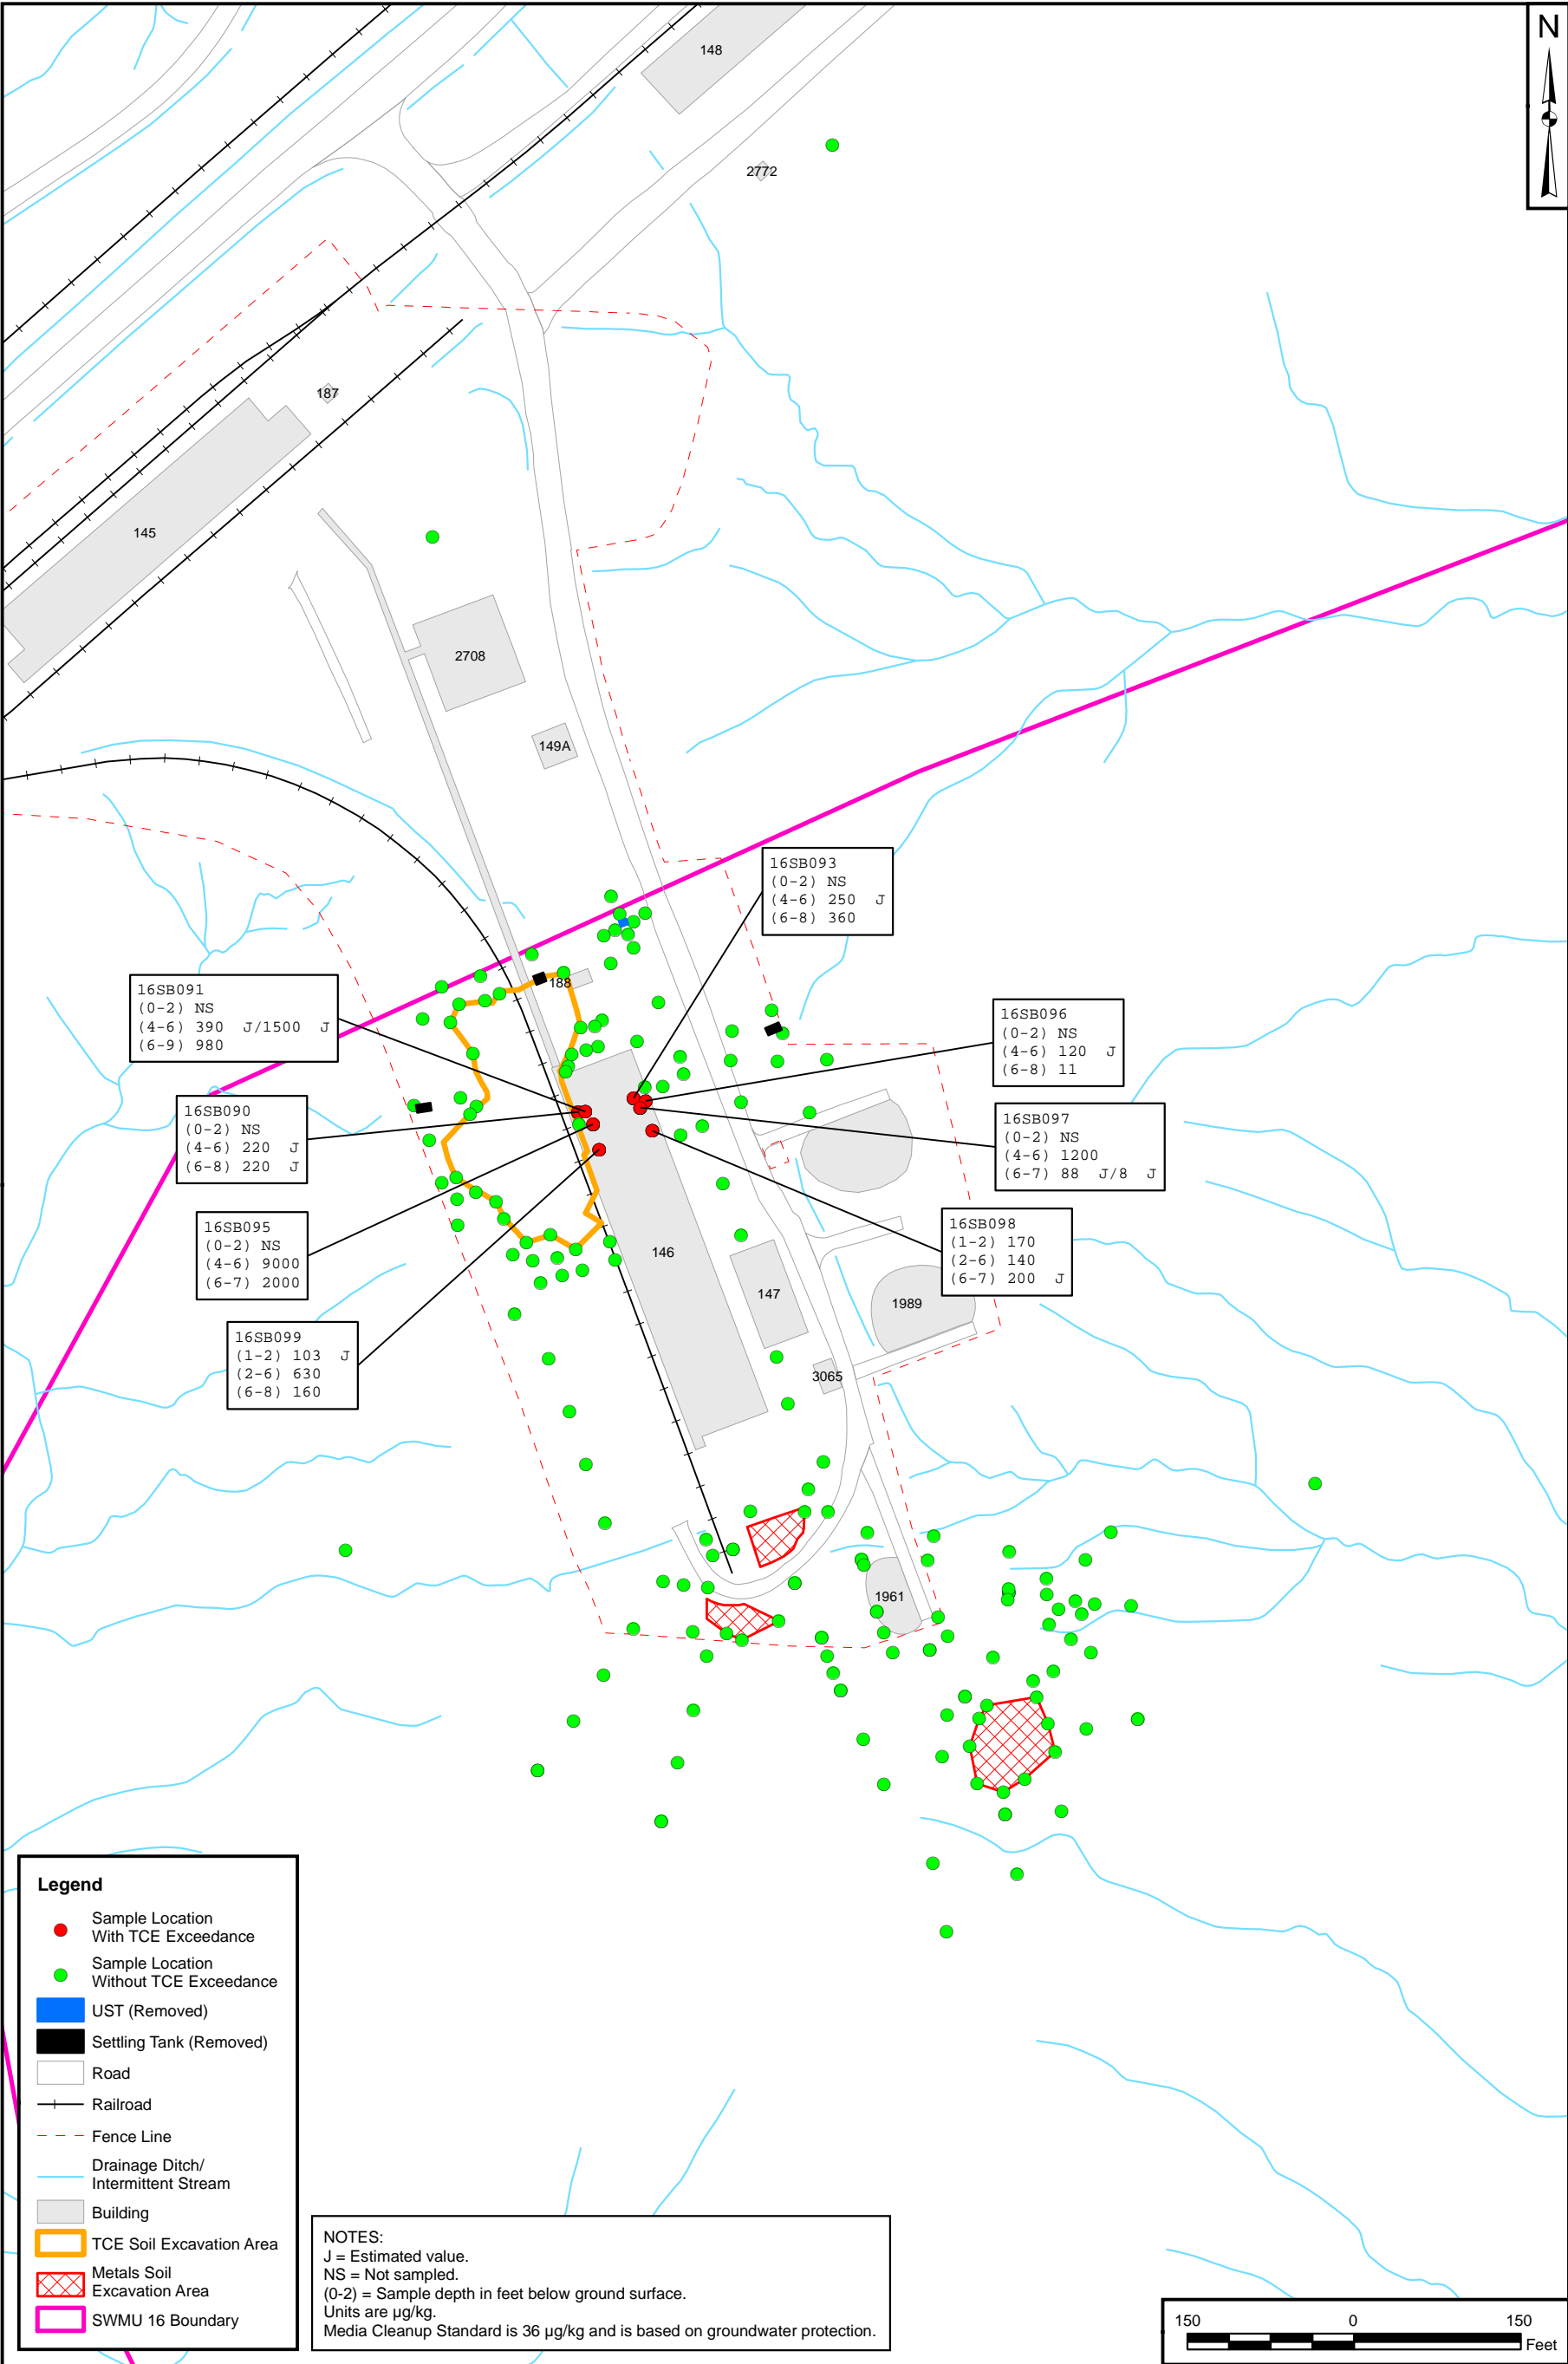 N
148
2772
187
145
2708
149A
16SB093
(0-2) NS
(4-6) 250 J
(6-8) 360
188
16SB091
(0-2) NS
(4-6) 390 J/1500 J
(6-9) 980
16SB096
(0-2) NS
(4-6) 120 J
(6-8) 11
16SB090
(0-2) NS
(4-6) 220 J
(6-8) 220 J
16SB097
(0-2) NS
(4-6) 1200
(6-7) 88 J/8 J
16SB095
(0-2) NS
(4-6) 9000
(6-7) 2000
16SB098
(1-2) 170
(2-6) 140
(6-7) 200 J
146
147
1989
16SB099
(1-2) 103 J
(2-6) 630
(6-8) 160
3065
1961
Legend
Sample Location
With TCE Exceedance
Sample Location
Without TCE Exceedance
UST (Removed)
Settling Tank (Removed)
Road
Railroad
Fence Line
Drainage Ditch/
Intermittent Stream
Building
TCE Soil Excavation Area
Metals Soil
Excavation Area
SWMU 16 Boundary
NOTES:
J = Estimated value.
NS = Not sampled.
(0-2) = Sample depth in feet below ground surface.
Units are µg/kg.
Media Cleanup Standard is 36 µg/kg and is based on groundwater protection.
150 0 150
Feet